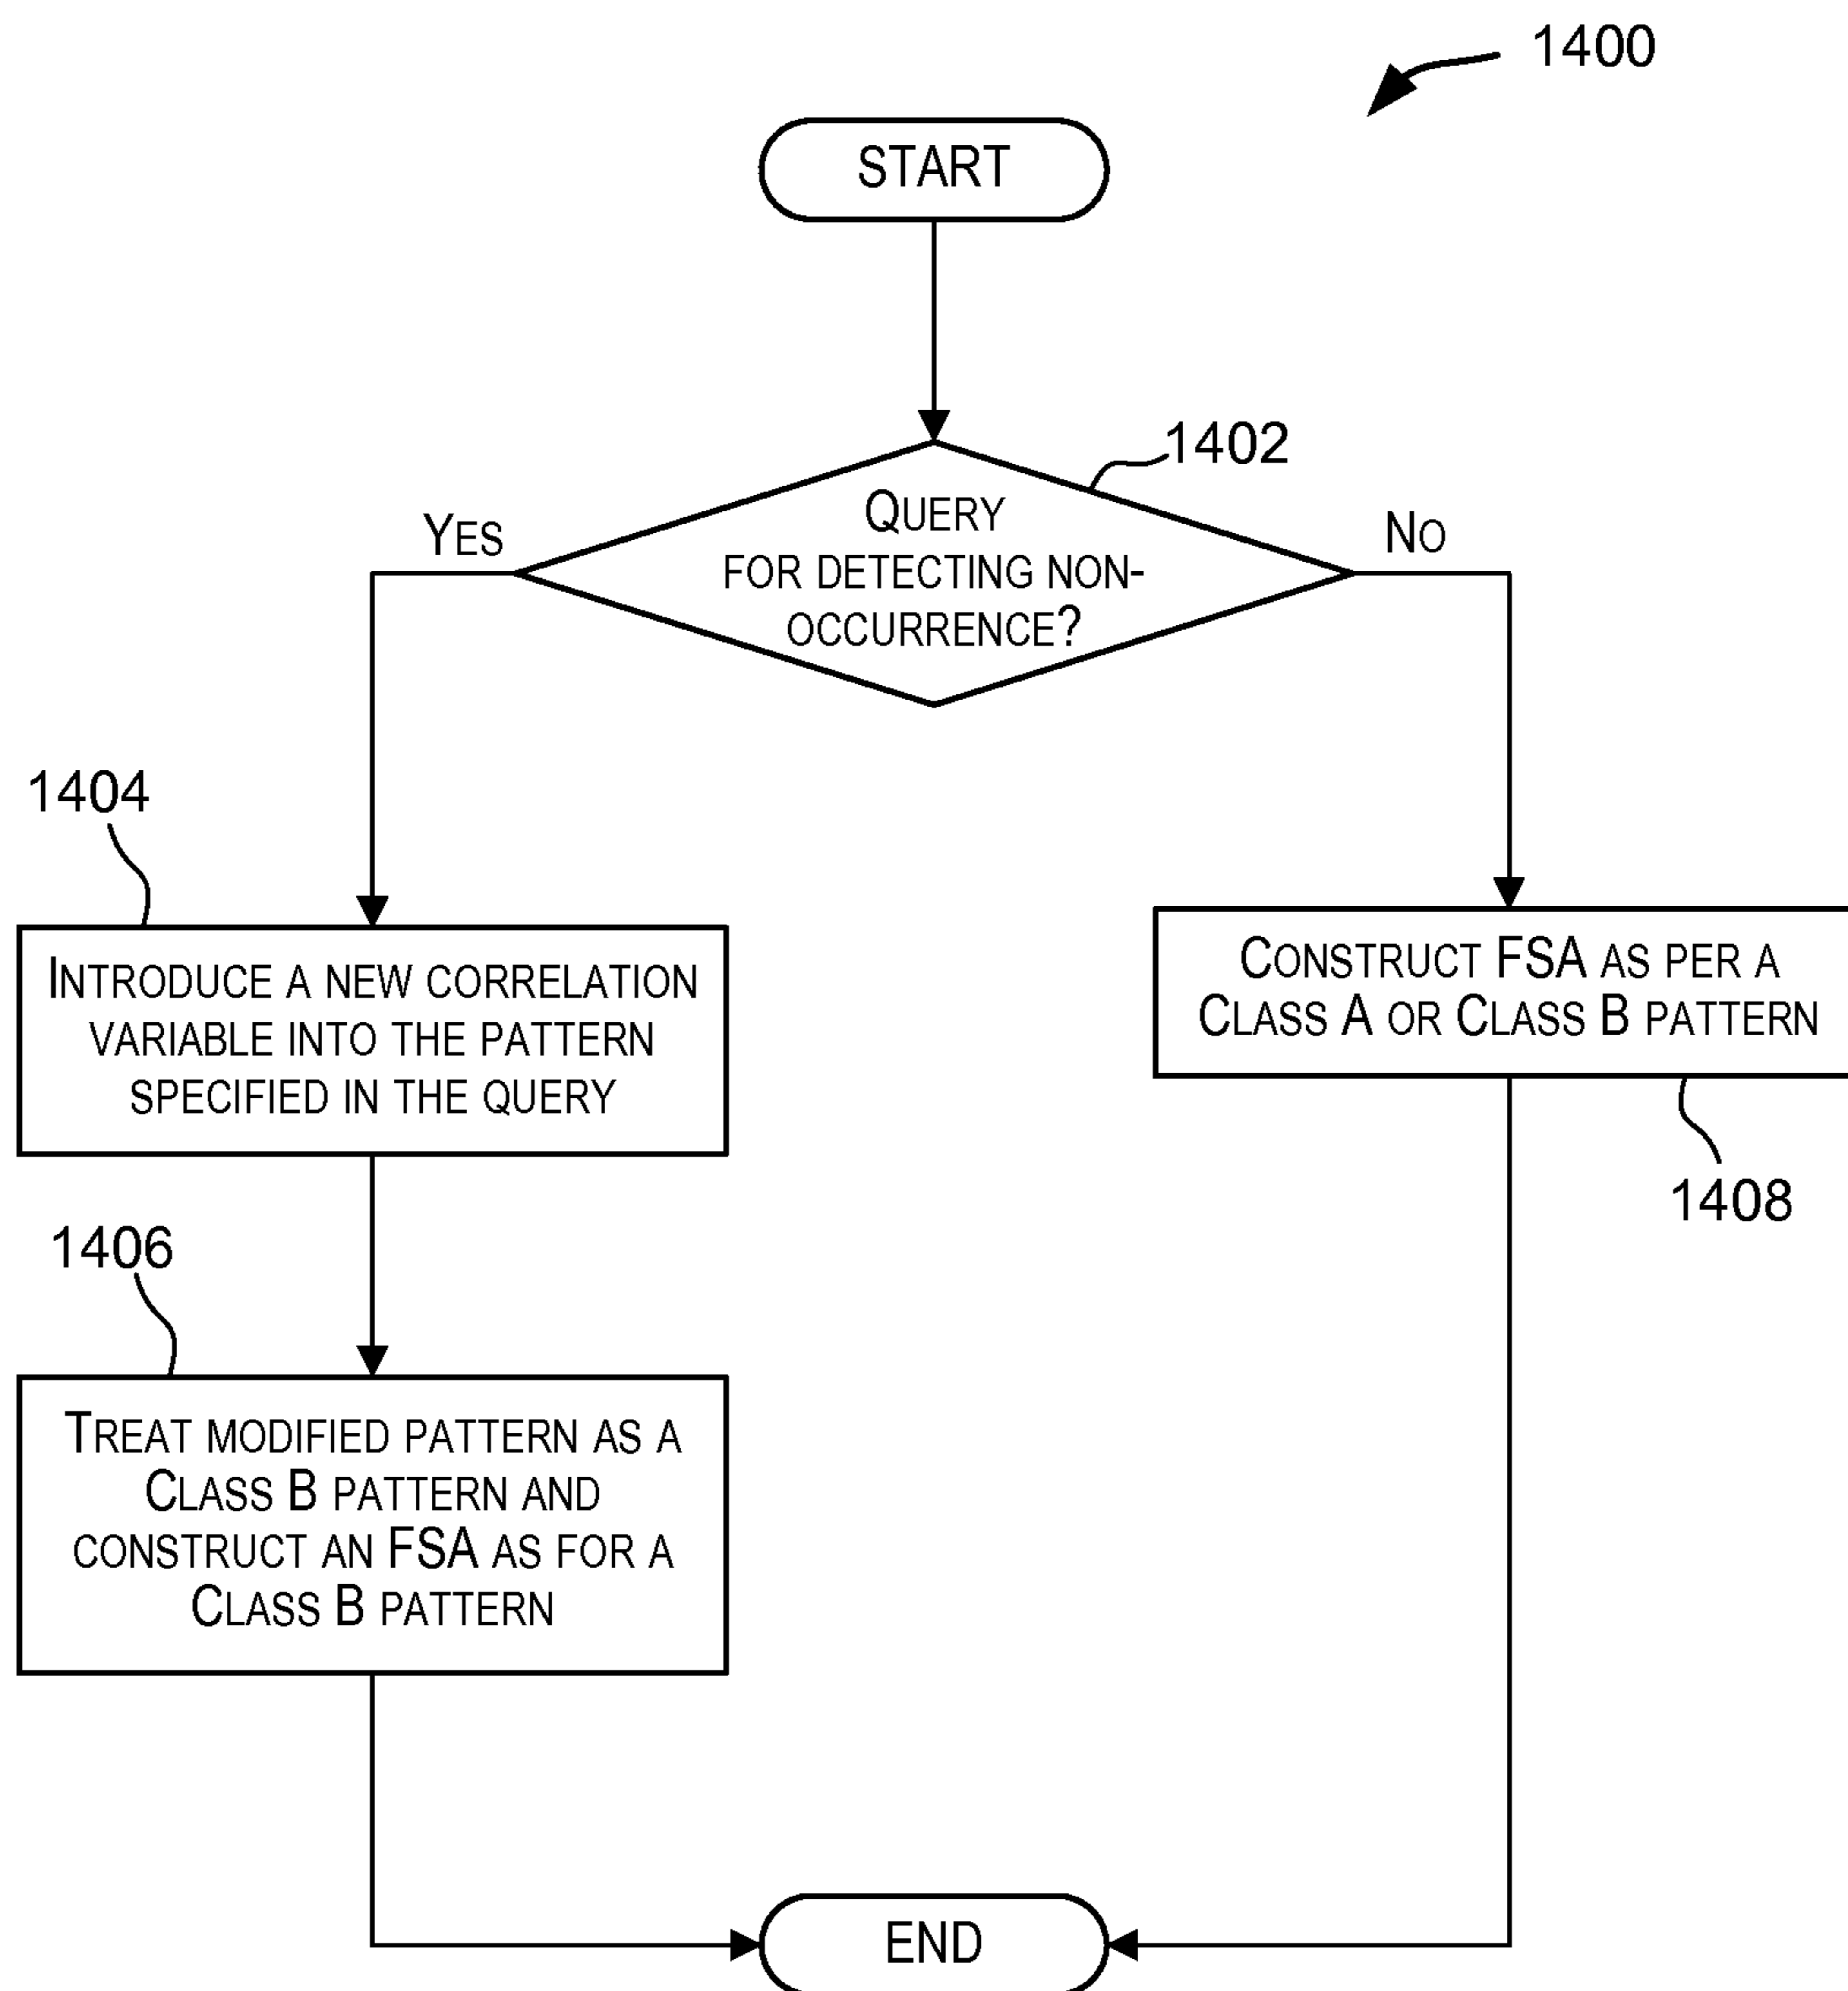 1400
START
1402
QUERY
FOR DETECTING NON-
OCCURRENCE?
YES
NO
1404
INTRODUCE A NEW CORRELATION
VARIABLE INTO THE PATTERN
SPECIFIED IN THE QUERY
CONSTRUCT FSA AS PER A
CLASS A OR CLASS B PATTERN
1408
1406
TREAT MODIFIED PATTERN AS A
CLASS B PATTERN AND
CONSTRUCT AN FSA AS FOR A
CLASS B PATTERN
END